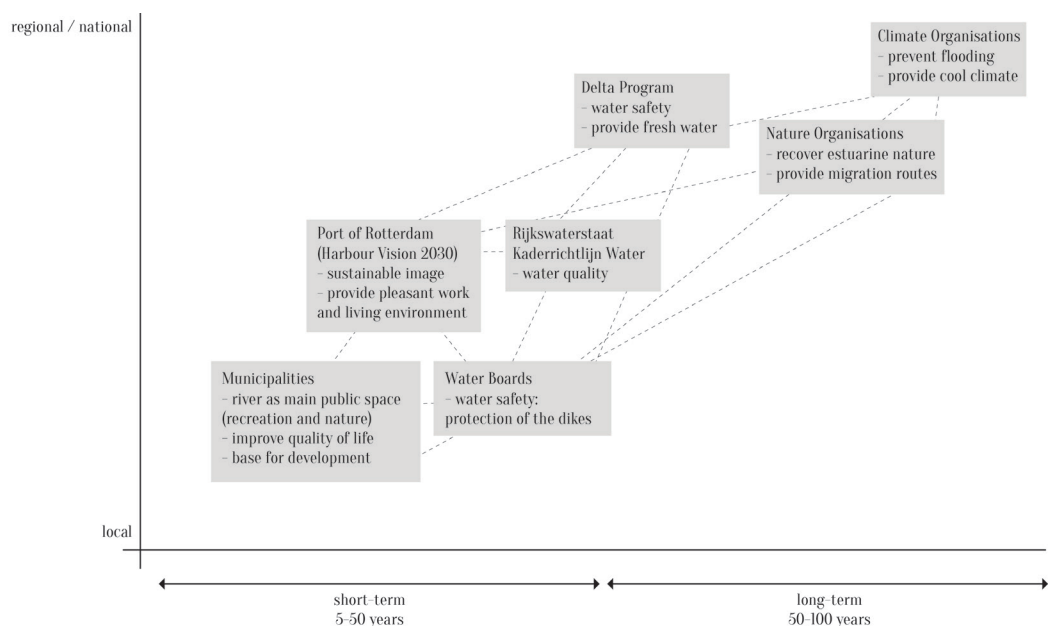 regional / national
Climate Organisations
- prevent flooding
- provide cool climate
Delta Program
- water safety
- provide fresh water
Nature Organisations
- recover estuarine nature
- provide migration routes
Port of Rotterdam
(Harbour Vision 2030)
- sustainable image
- provide pleasant work
and living environment
Rijkswaterstaat
Kaderrichtlijn Water
- water quality
Municipalities
- river as main public space
(recreation and nature)
- improve quality of life
- base for development
Water Boards
- water safety:
protection of the dikes
local
short-term
5-50 years
long-term
50-100 years